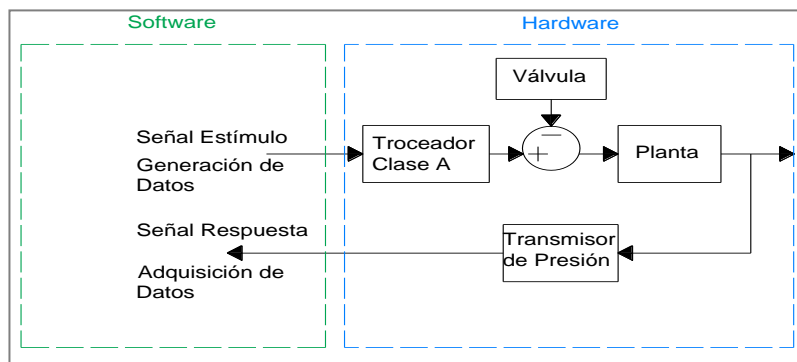 Software
Hardware
Válvula
Señal Estímulo
Generación de
Datos
Troceador
Clase A
Planta
Señal Respuesta
Adquisición de
Datos
Transmisor
de Presión